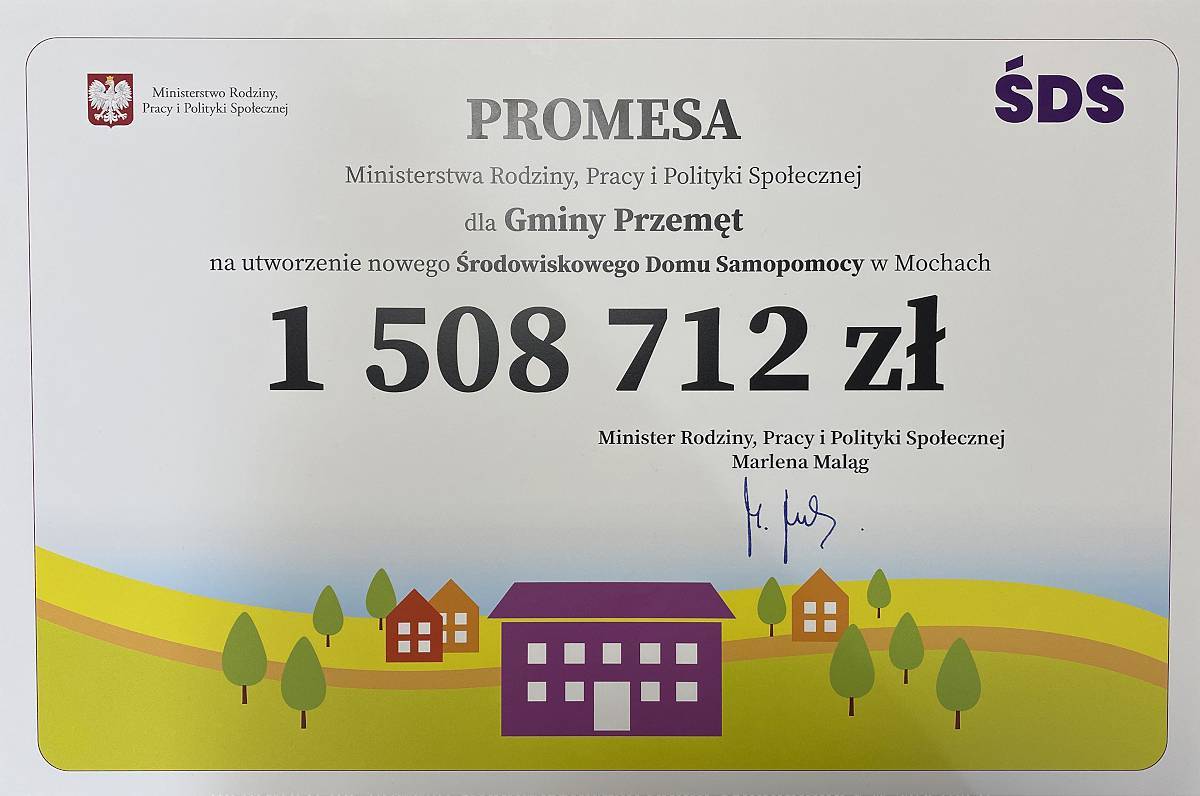 Ministerstwo Rodziny,
Pracy i Polityki Społecznej
ŚDS
PROMESA
Ministerstwa Rodziny, Pracy i Polityki Społecznej
dla Gminy Przemęt
na utworzenie nowego Środowiskowego Domu Samopomocy w Mochach
1 508 712 zł
Minister Rodziny, Pracy i Polityki Społecznej
Marlena Maląg